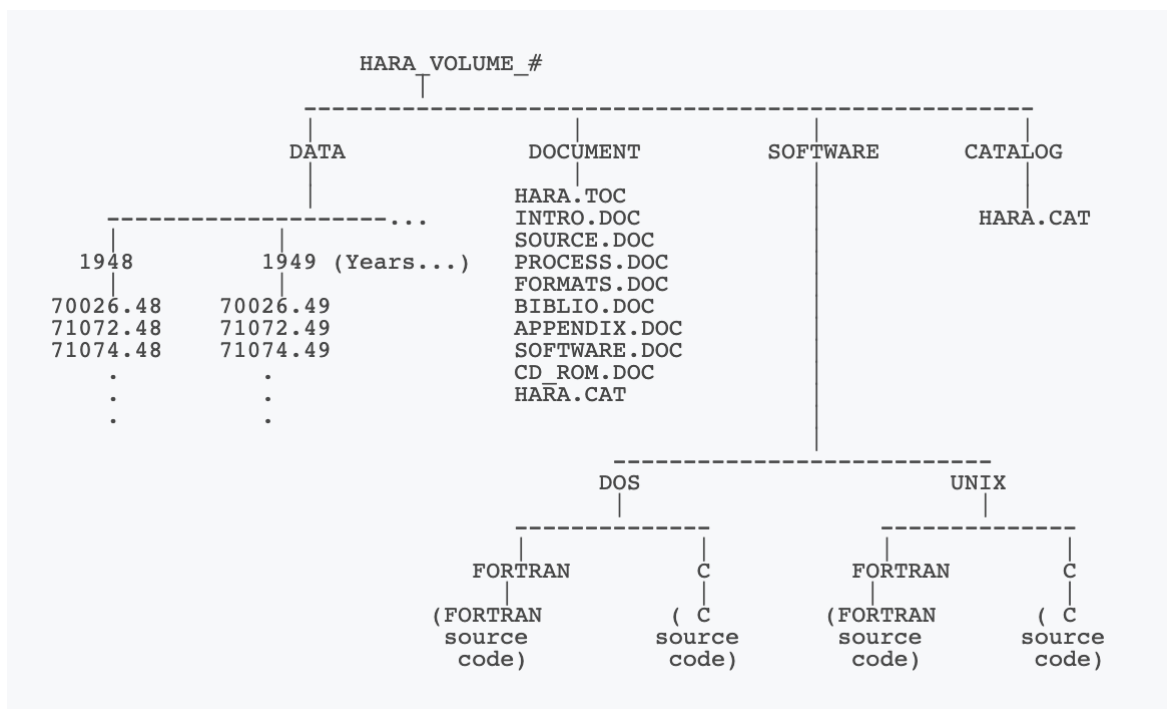 HARA_VOLUME_#
DATA DOCUMENT SOFTWARE CATALOG
HARA.TOC
... INTRO.DOC HARA.CAT
SOURCE.DOC
1948 1949 (Years...) PROCESS.DOC
FORMATS.DOC
70026.48 70026.49 BIBLIO.DOC
71072.48 71072.49 APPENDIX.DOC
71074.48 71074.49 SOFTWARE.DOC
. . CD_ROM.DOC
. . HARA.CAT
. .
DOS UNIX
FORTRAN C FORTRAN C
(FORTRAN ( C (FORTRAN ( C
source source source source
code) code) code) code)